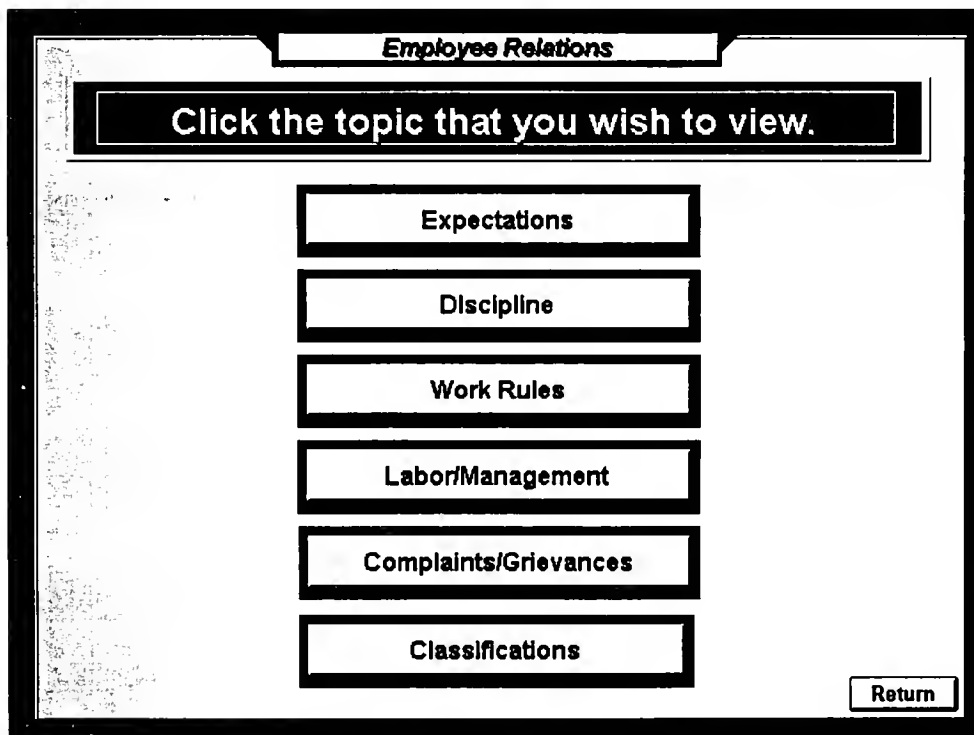 Employee Relations
Click the topic that you wish to view.
Expectations
Discipline
Work Rules
Labor/Management
Complaints/Grievances
Classifications
Return